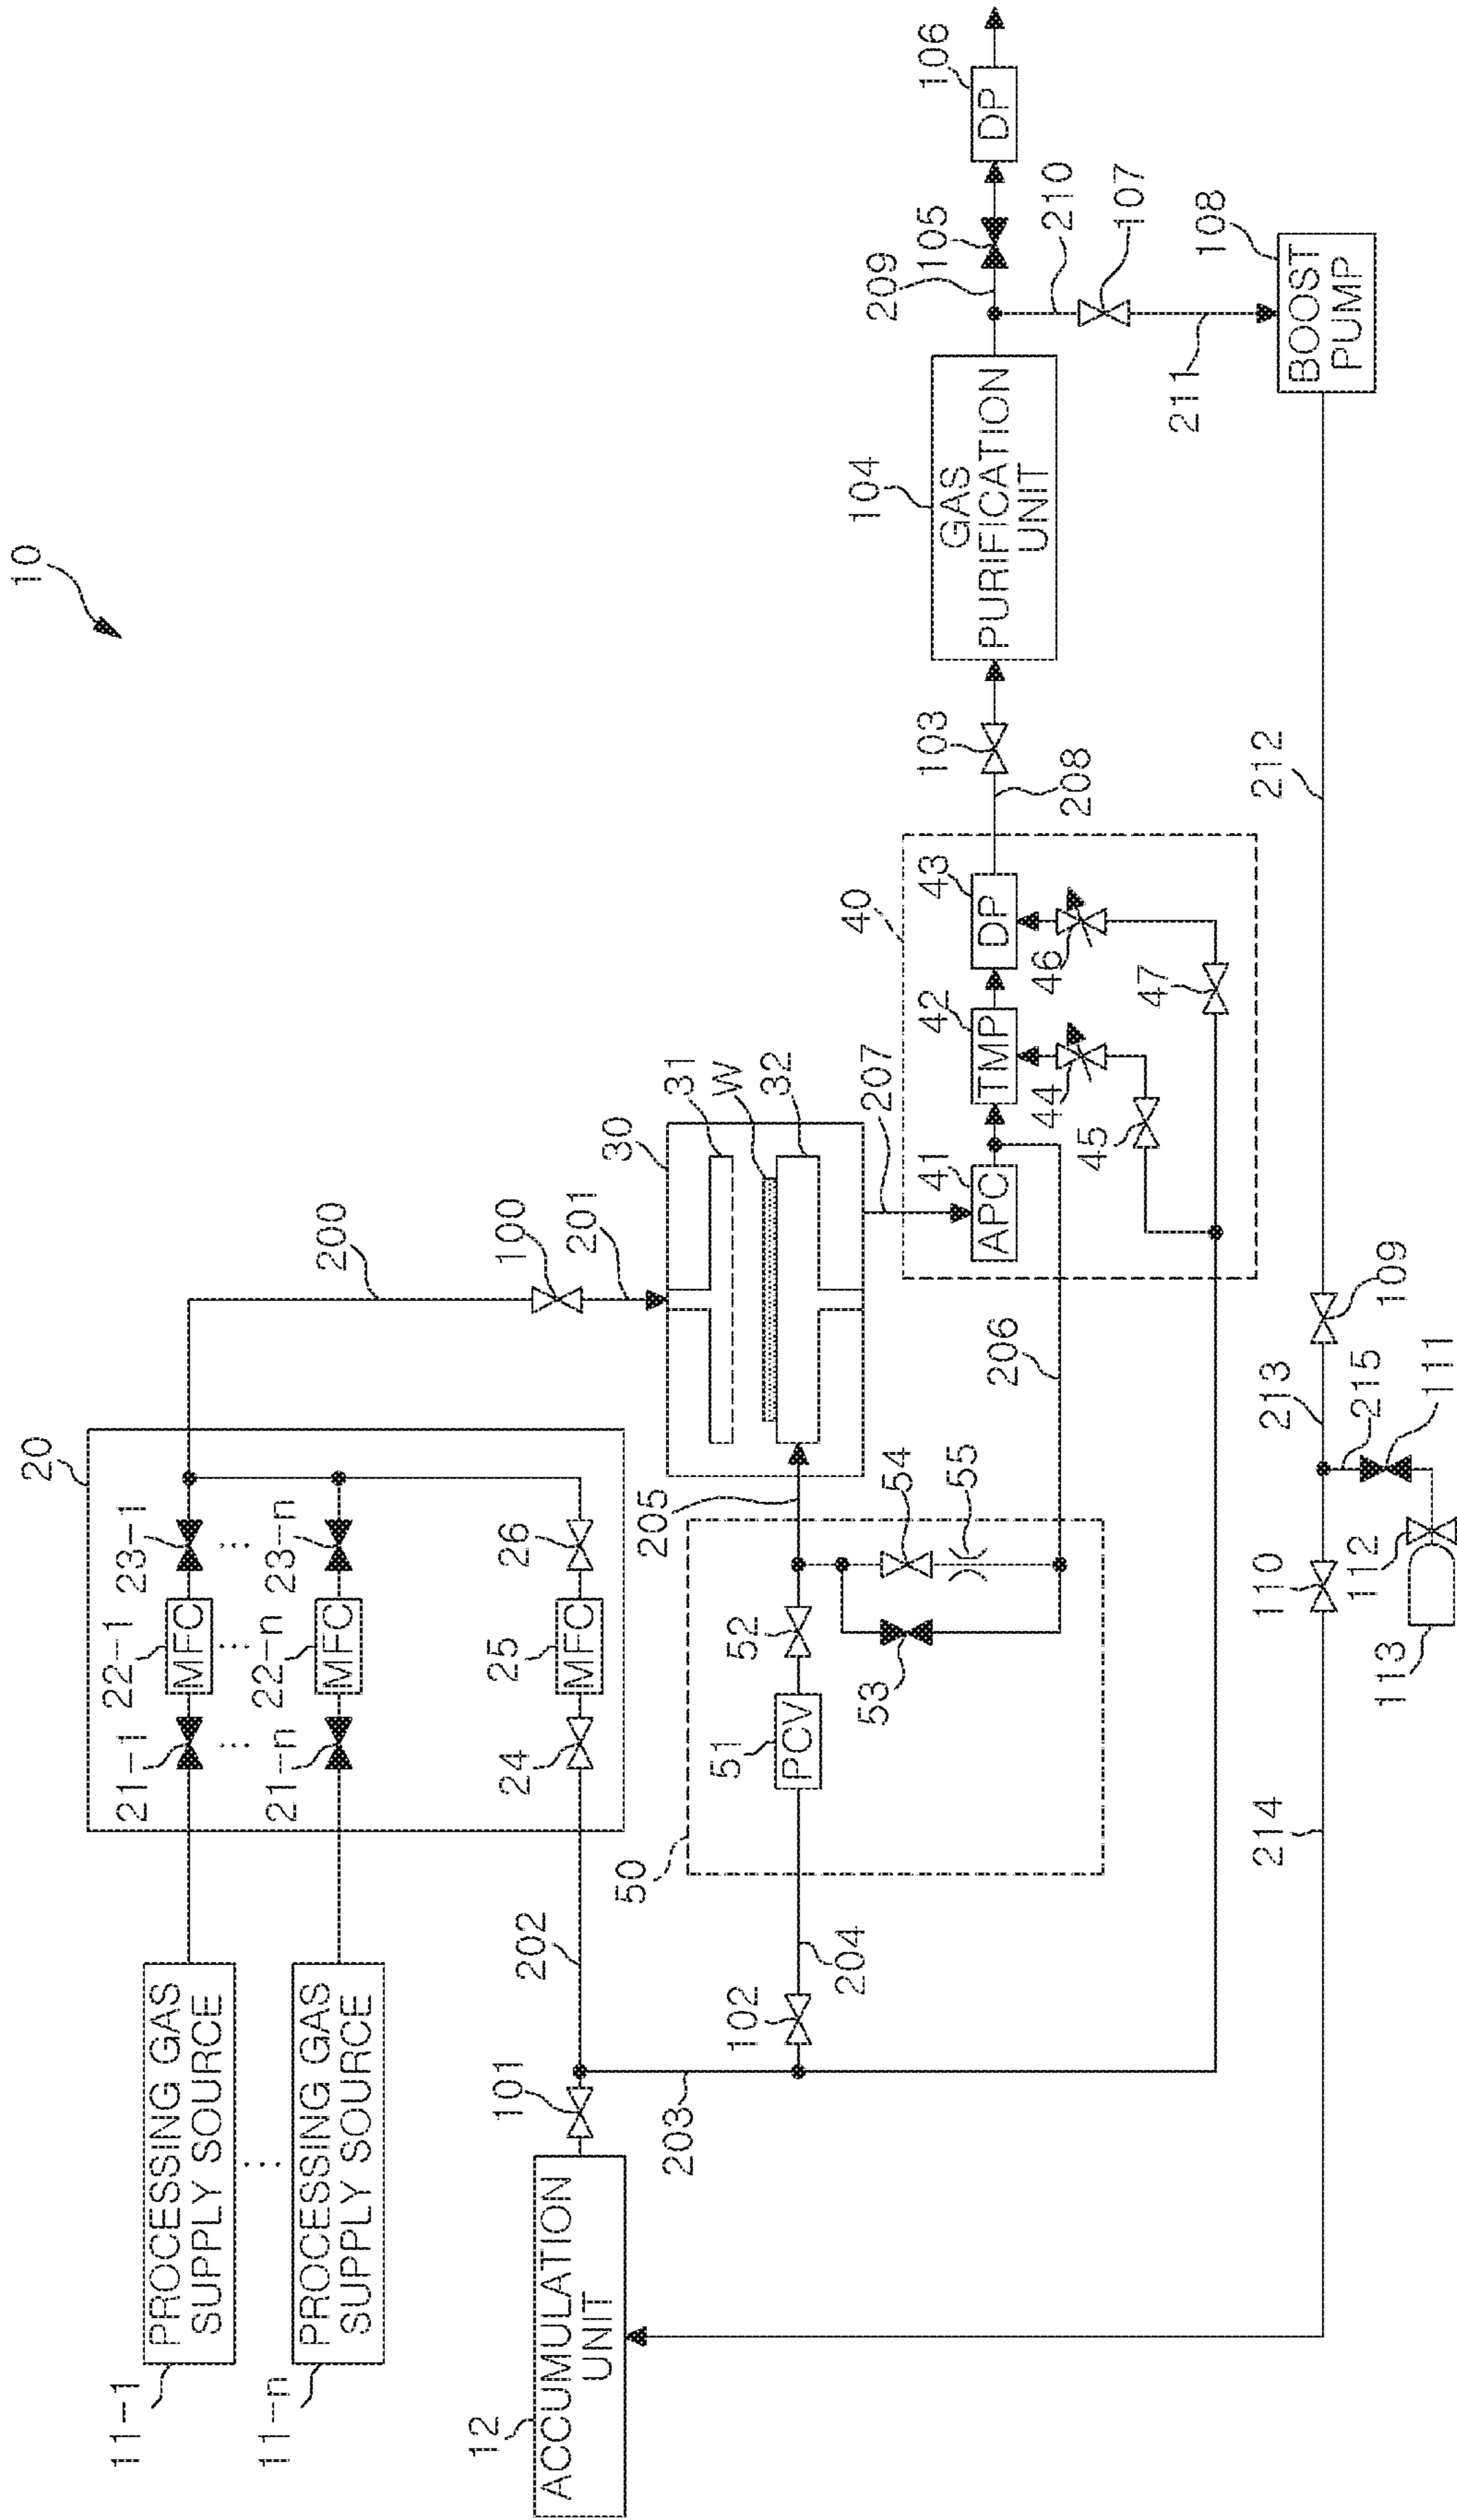 10
PROCESSING GAS
SUPPLY SOURCE
11-1
PROCESSING GAS
SUPPLY SOURCE
11-n
ACCUMULATION
UNIT
12
20
21-1
22-1
MFC
23-1
21-n
22-n
MFC
23-n
24
25
MFC
26
200
100
201
202
101
203
102
204
50
51
PCV
52
53
54
55
205
206
30
31
W
32
207
40
41
APC
42
TMP
43
DP
44
45
46
47
208
103
104
GAS
PURIFICATION
UNIT
209
105
106
DP
210
107
211
108
BOOST
PUMP
212
109
213
215
111
110
112
113
214